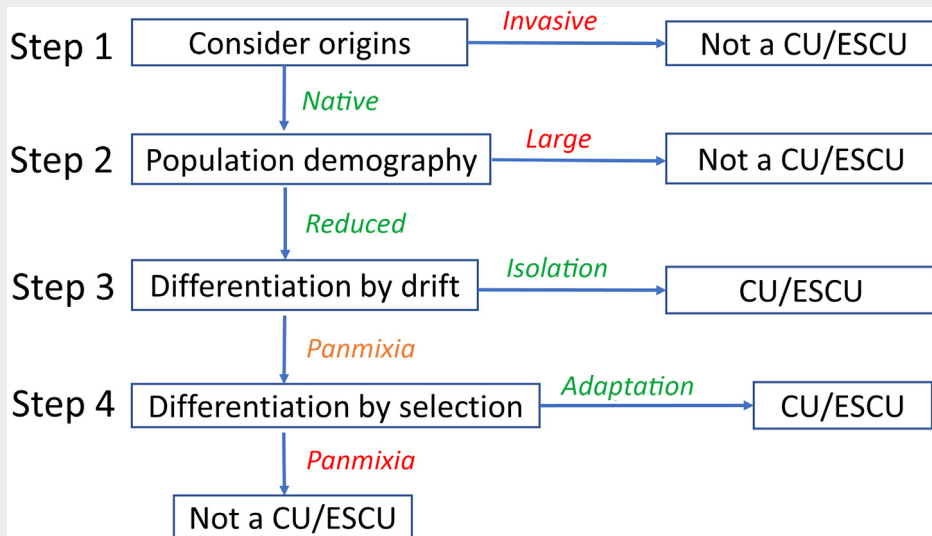 Step 1
Consider origins
Invasive
Not a CU/ESCU
Native
Step 2
Population demography
Large
Not a CU/ESCU
Reduced
Step 3
Differentiation by drift
Isolation
CU/ESCU
Panmixia
Step 4
Differentiation by selection
Adaptation
CU/ESCU
Panmixia
Not a CU/ESCU